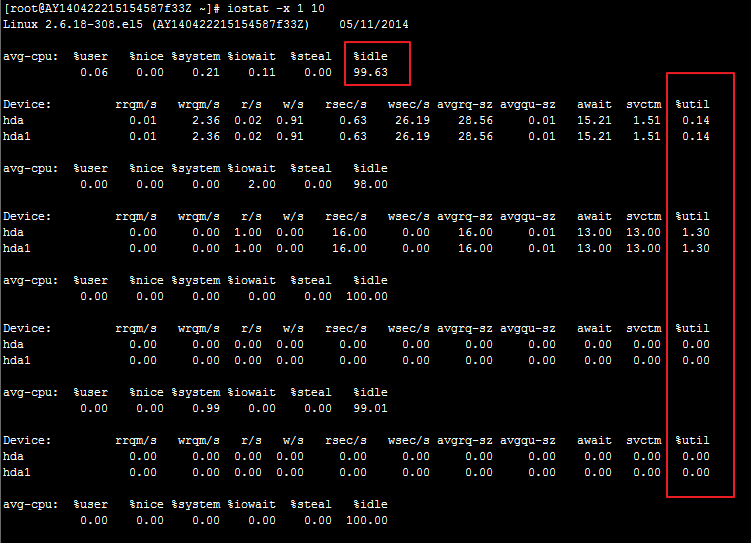 [root@AY140422215154587f33Z ~]# iostat -x 1 10
Linux 2.6.18-308.el5 (AY140422215154587f33Z)    05/11/2014
avg-cpu:  %user   %nice %system %iowait  %steal   %idle
           0.06    0.00    0.21    0.11    0.00   99.63
Device:         rrqm/s   wrqm/s   r/s   w/s   rsec/s   wsec/s avgrq-sz avgqu-sz   await  svctm  %util
hda               0.01     2.36  0.02  0.91     0.63    26.19    28.56     0.01   15.21   1.51   0.14
hda1              0.01     2.36  0.02  0.91     0.63    26.19    28.56     0.01   15.21   1.51   0.14
avg-cpu:  %user   %nice %system %iowait  %steal   %idle
           0.00    0.00    0.00    2.00    0.00   98.00
Device:         rrqm/s   wrqm/s   r/s   w/s   rsec/s   wsec/s avgrq-sz avgqu-sz   await  svctm  %util
hda               0.00     0.00  1.00  0.00    16.00     0.00    16.00     0.01   13.00  13.00   1.30
hda1              0.00     0.00  1.00  0.00    16.00     0.00    16.00     0.01   13.00  13.00   1.30
avg-cpu:  %user   %nice %system %iowait  %steal   %idle
           0.00    0.00    0.00    0.00    0.00  100.00
Device:         rrqm/s   wrqm/s   r/s   w/s   rsec/s   wsec/s avgrq-sz avgqu-sz   await  svctm  %util
hda               0.00     0.00  0.00  0.00     0.00     0.00     0.00     0.00    0.00   0.00   0.00
hda1              0.00     0.00  0.00  0.00     0.00     0.00     0.00     0.00    0.00   0.00   0.00
avg-cpu:  %user   %nice %system %iowait  %steal   %idle
           0.00    0.00    0.99    0.00    0.00   99.01
Device:         rrqm/s   wrqm/s   r/s   w/s   rsec/s   wsec/s avgrq-sz avgqu-sz   await  svctm  %util
hda               0.00     0.00  0.00  0.00     0.00     0.00     0.00     0.00    0.00   0.00   0.00
hda1              0.00     0.00  0.00  0.00     0.00     0.00     0.00     0.00    0.00   0.00   0.00
avg-cpu:  %user   %nice %system %iowait  %steal   %idle
           0.00    0.00    0.00    0.00    0.00  100.00